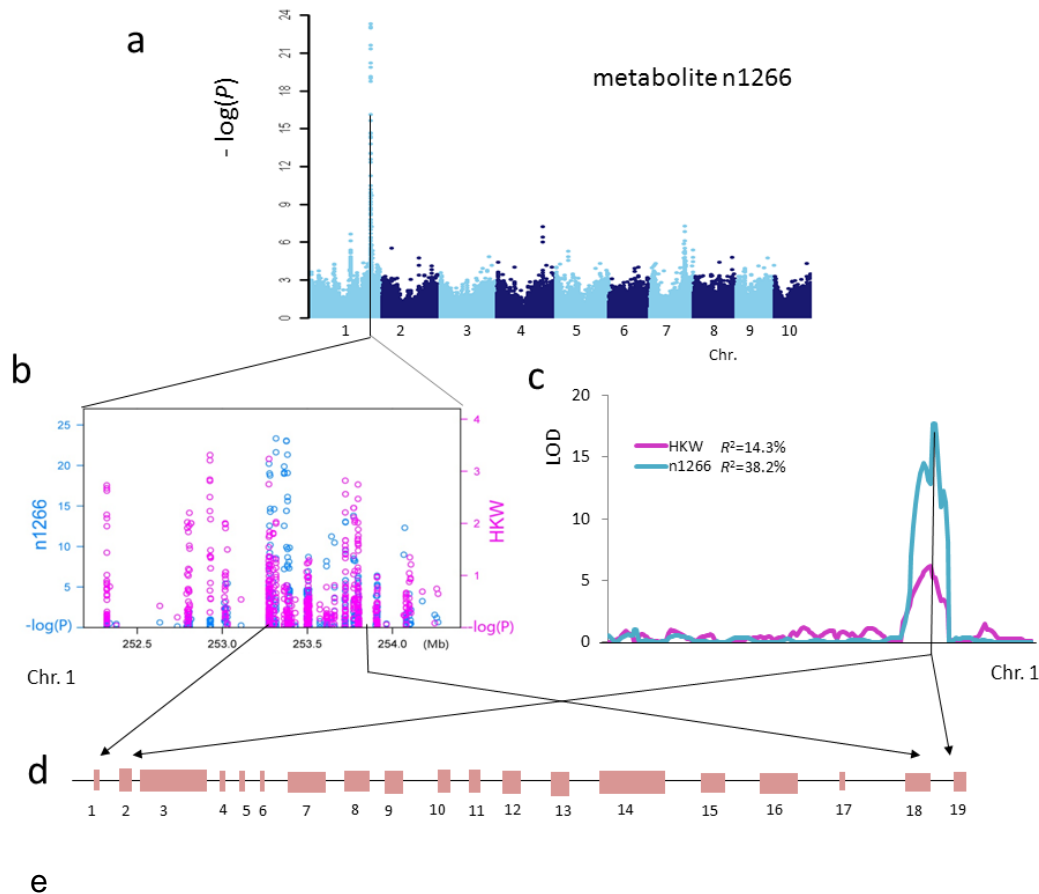 a
- log(P)
24
21
18
15
12
9
6
3
0
metabolite n1266
1 2 3 4 5 6 7 8 9 10
Chr.
b
n1266
25
20
15
10
5
-log(P)
4
3
2
1
-log(P)
HKW
252.5 253.0 253.5 254.0 (Mb)
Chr. 1
c
LOD
20
15
10
5
0
HKW R²=14.3%
n1266 R²=38.2%
Chr. 1
d
1 2 3 4 5 6 7 8 9 10 11 12 13 14 15 16 17 18 19
e